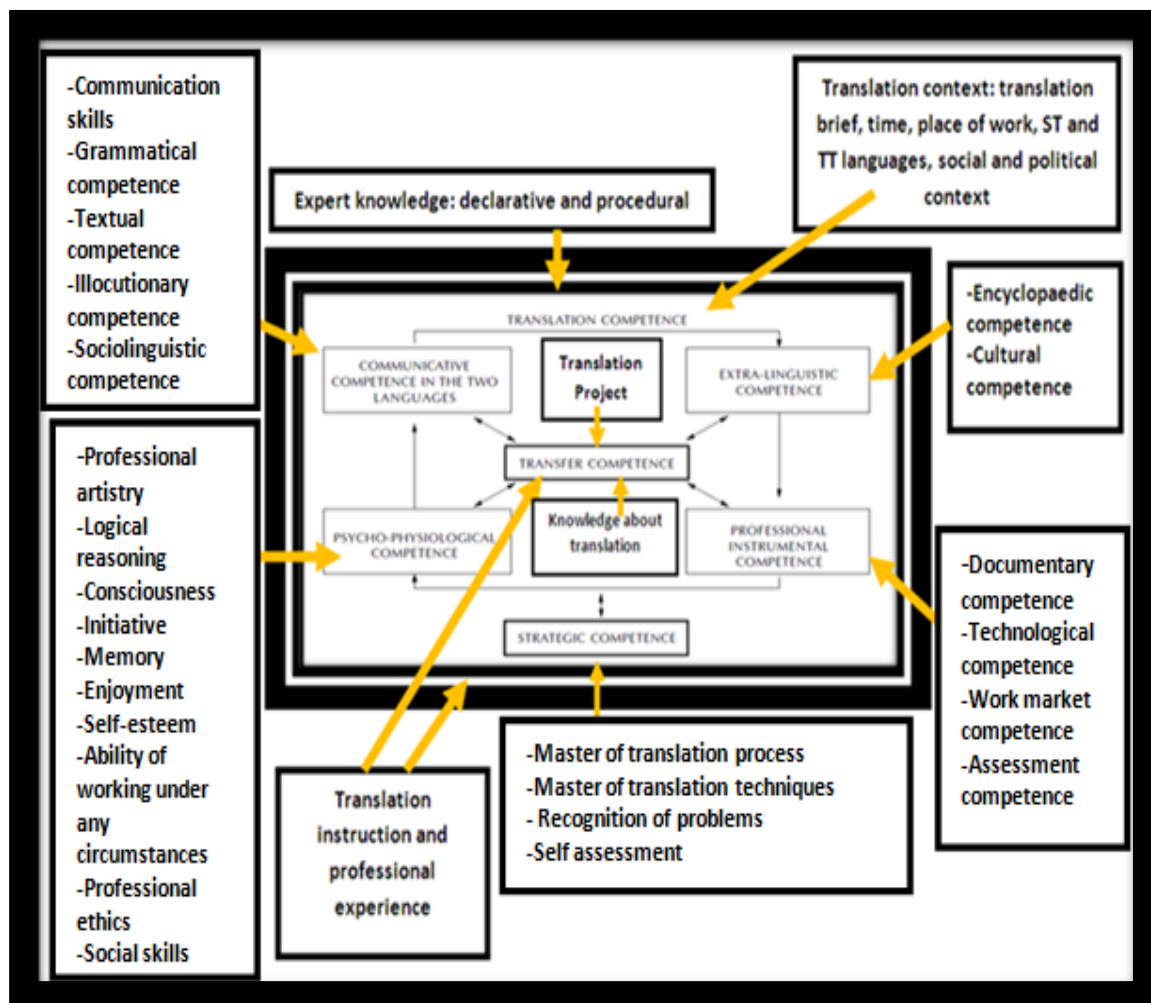 -Communication
skills
-Grammatical
competence
-Textual
competence
-Illocutionary
competence
-Sociolinguistic
competence
Translation context: translation
brief, time, place of work, ST and
TT languages, social and political
context
Expert knowledge: declarative and procedural
-Encyclopaedic
competence
-Cultural
competence
TRANSLATION COMPETENCE
COMMUNICATIVE
COMPETENCE IN THE TWO
LANGUAGES
Translation
Project
EXTRA-LINGUISTIC
COMPETENCE
TRANSFER COMPETENCE
PSYCHO-PHYSIOLOGICAL
COMPETENCE
Knowledge about
translation
PROFESSIONAL
INSTRUMENTAL
COMPETENCE
STRATEGIC COMPETENCE
-Professional
artistry
-Logical
reasoning
-Consciousness
-Initiative
-Memory
-Enjoyment
-Self-esteem
-Ability of
working under
any
circumstances
-Professional
ethics
-Social skills
-Documentary
competence
-Technological
competence
-Work market
competence
-Assessment
competence
Translation
instruction and
professional
experience
-Master of translation process
-Master of translation techniques
- Recognition of problems
-Self assessment